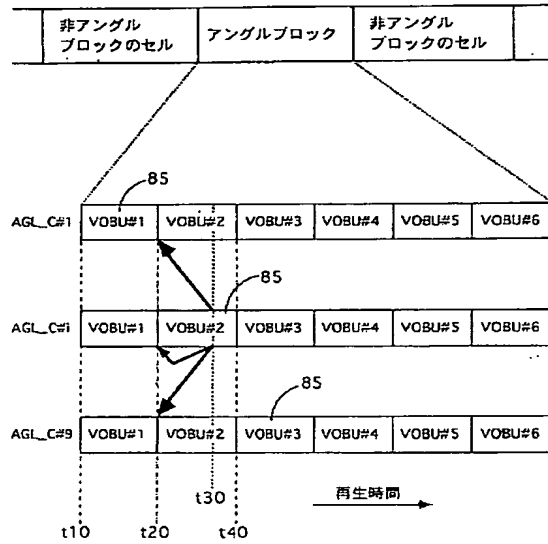 非アングル
ブロックのセル
アングルブロック
非アングル
ブロックのセル
85
AGL_C#1 VOBU#1 VOBU#2 VOBU#3 VOBU#4 VOBU#5 VOBU#6
85
AGL_C#i VOBU#1 VOBU#2 VOBU#3 VOBU#4 VOBU#5 VOBU#6
85
AGL_C#9 VOBU#1 VOBU#2 VOBU#3 VOBU#4 VOBU#5 VOBU#6
t30
再生時間
t10 t20 t40